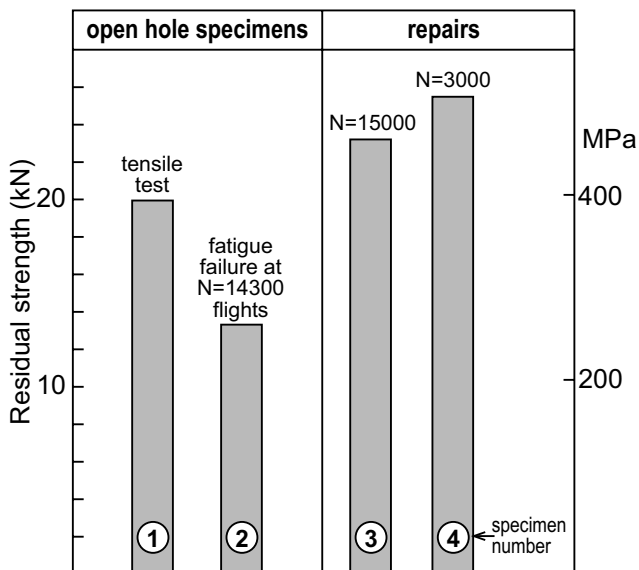 open hole specimens
repairs
N=3000
N=15000
MPa
tensile
test
20
400
fatigue
failure at
N=14300
flights
Residual strength (kN)
10
200
1
2
3
4
specimen
number